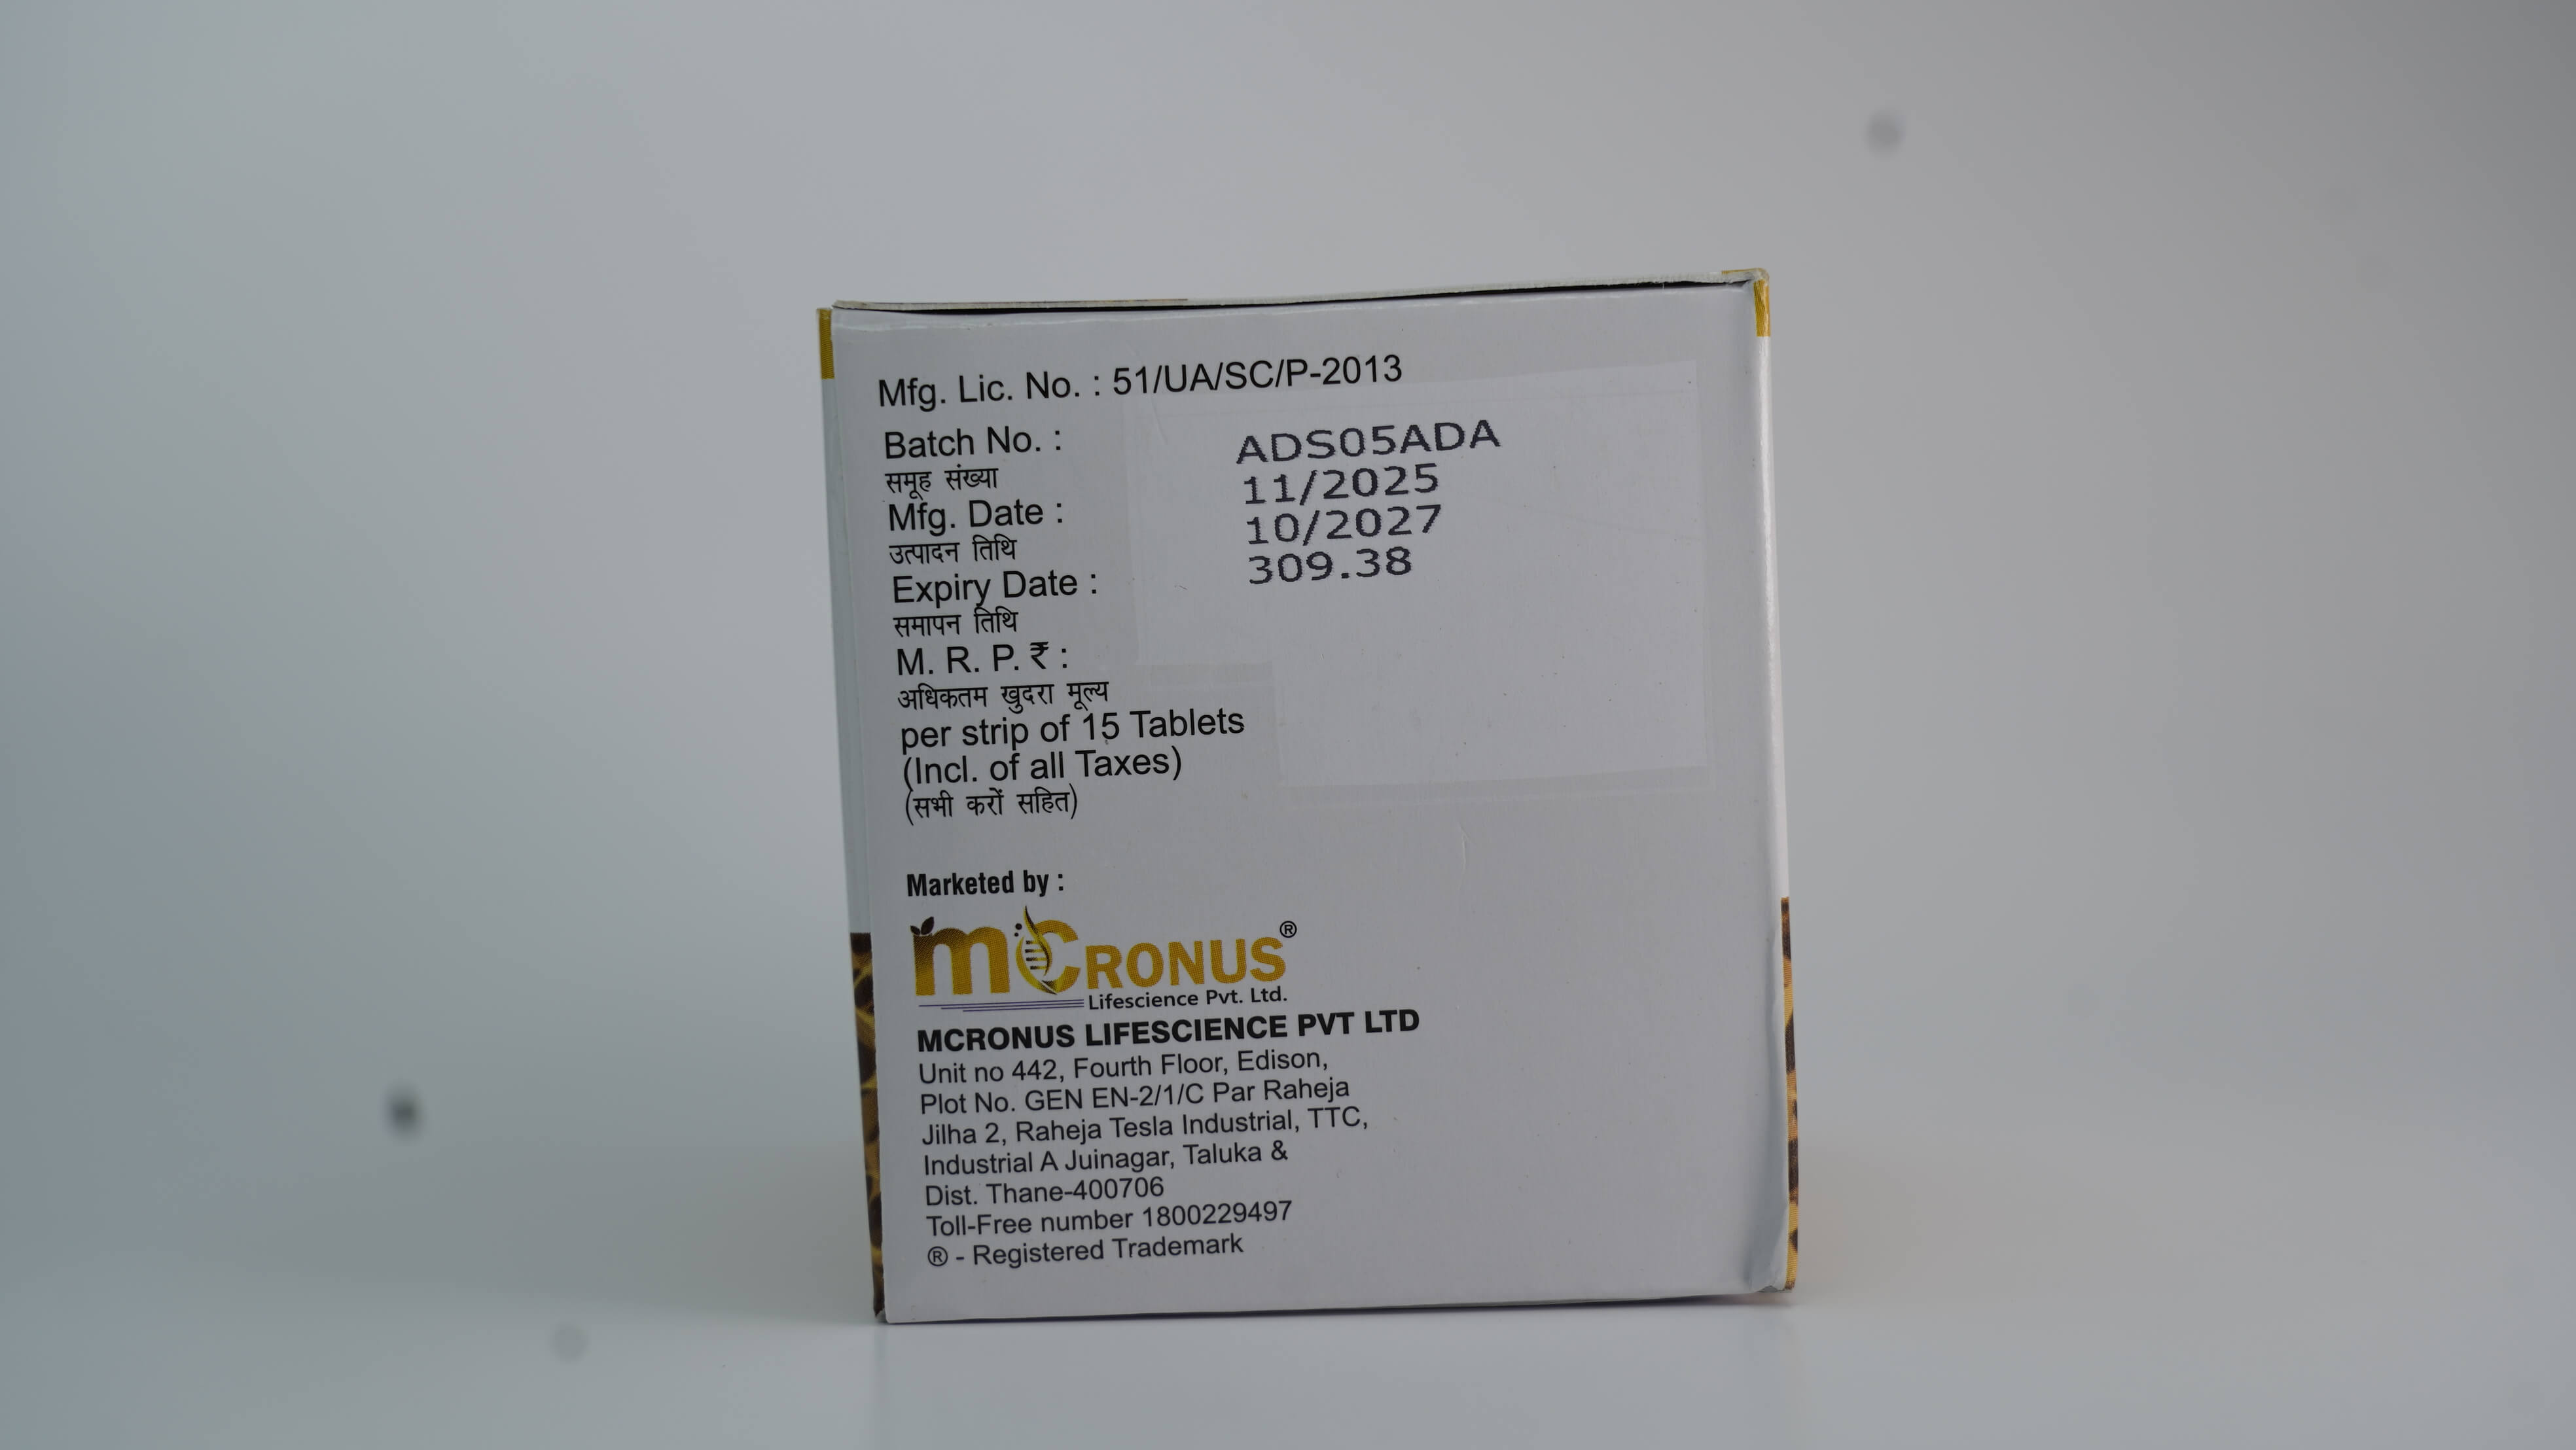 Mfg. Lic. No. : 51/UA/SC/P-2013
Batch No. : ADS05ADA
समूह संख्या
Mfg. Date : 11/2025
उत्पादन तिथि
Expiry Date : 10/2027
समापन तिथि
M. R. P. ₹ : 309.38
अधिकतम खुदरा मूल्य
per strip of 15 Tablets
(Incl. of all Taxes)
(सभी करों सहित)
Marketed by :
mCRONUS®
Lifescience Pvt. Ltd.
MCRONUS LIFESCIENCE PVT LTD
Unit no 442, Fourth Floor, Edison,
Plot No. GEN EN-2/1/C Par Raheja
Jilha 2, Raheja Tesla Industrial, TTC,
Industrial A Juinagar, Taluka &
Dist. Thane-400706
Toll-Free number 1800229497
® - Registered Trademark